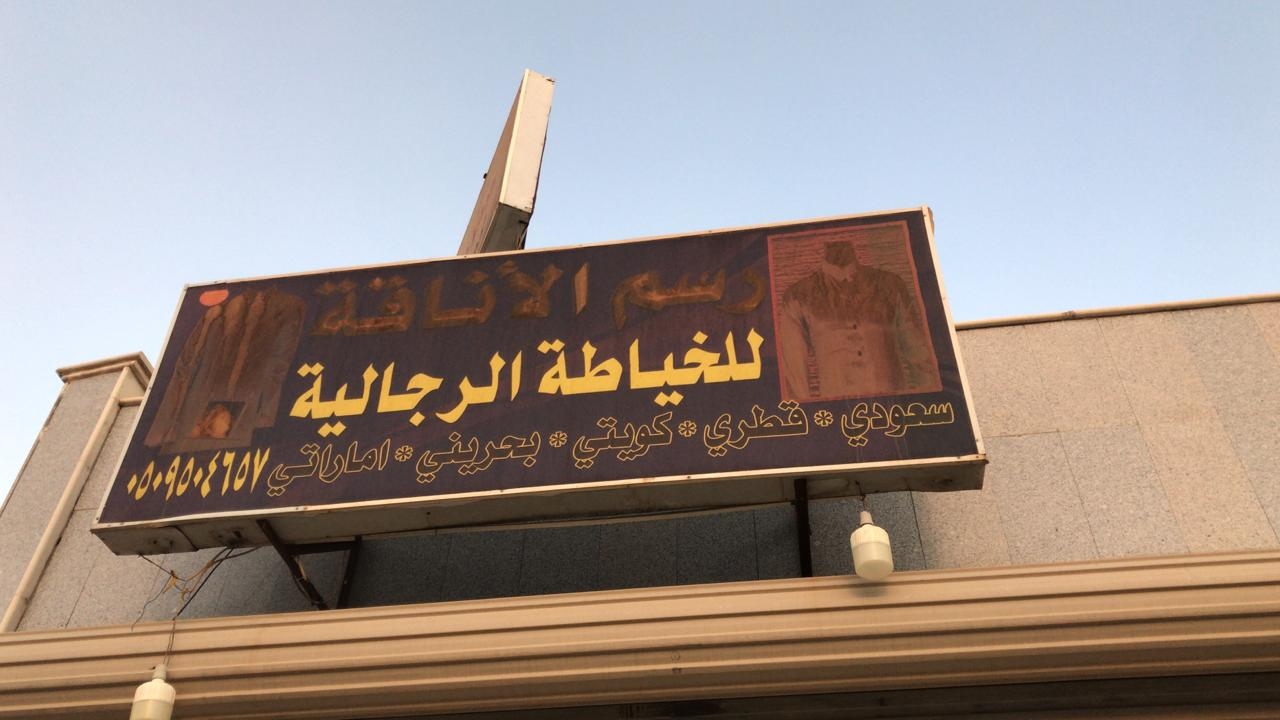 رسم الأناقة
للخياطة الرجالية
سعودي * قطري * كويتي * بحريني * اماراتي ٠٥٠٩٥٠٤٦٥٧